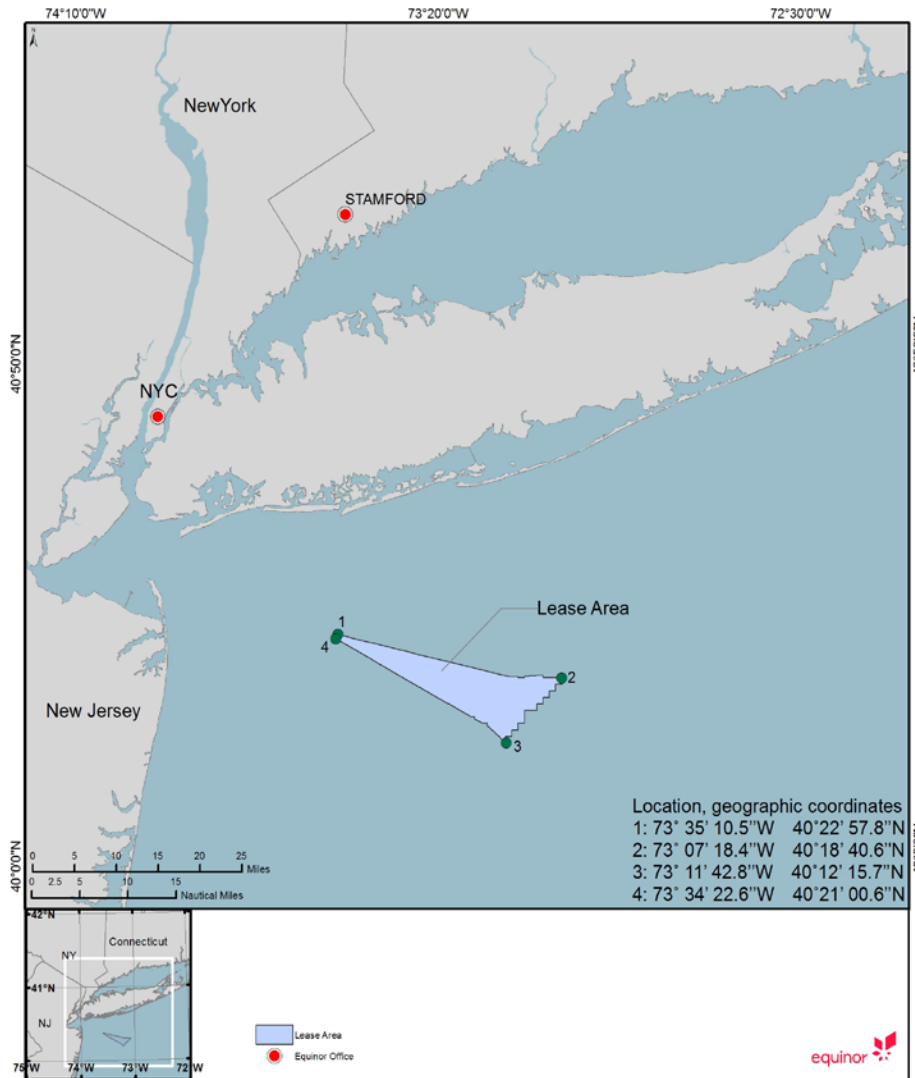 74°10'0"W
73°20'0"W
72°30'0"W
N
NewYork
STAMFORD
40°50'0"N
NYC
Lease Area
1
4
2
3
New Jersey
40°0'0"N
Location, geographic coordinates
1: 73° 35' 10.5’’W 40°22' 57.8’’N
2: 73° 07' 18.4’’W 40°18' 40.6’’N
3: 73° 11' 42.8’’W 40°12' 15.7’’N
4: 73° 34' 22.6’’W 40°21' 00.6’’N
0 5 10 15 20 25
Miles
0 2.5 5 10 15
Nautical Miles
42°N
Connecticut
NY
41°N
NJ
75°W 74°W 73°W 72°W
Lease Area
Equinor Office
equinor